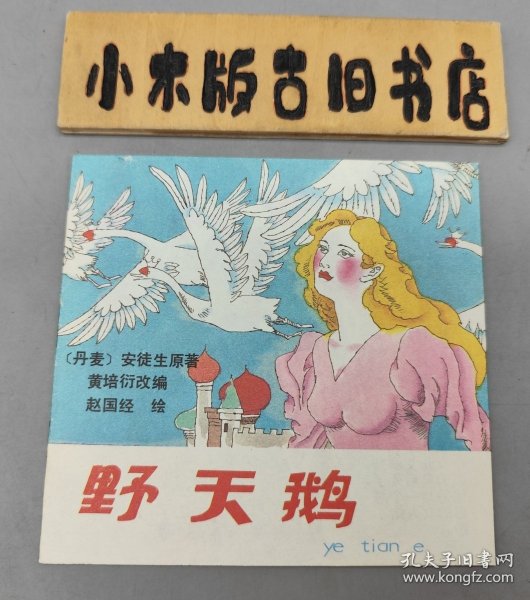 小木版古旧书店
〔丹麦〕安徒生原著
黄培衍改编
赵国经 绘
野天鹅
ye tian e
孔夫子旧书网
www.kongfz.com